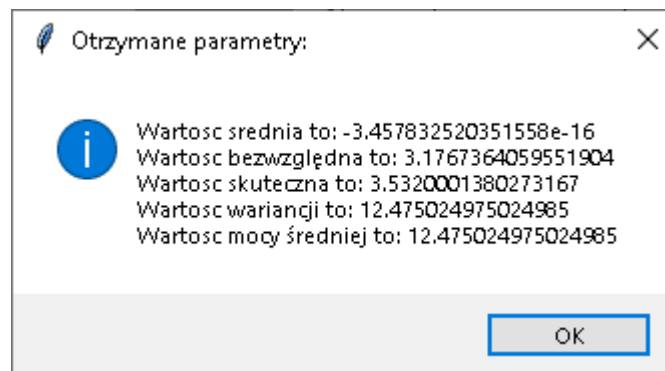 Otrzymane parametry:
Wartosc srednia to: -3.457832520351558e-16
Wartosc bezwzględna to: 3.1767364059551904
Wartosc skuteczna to: 3.5320001380273167
Wartosc wariancji to: 12.475024975024985
Wartosc mocy średniej to: 12.475024975024985
OK